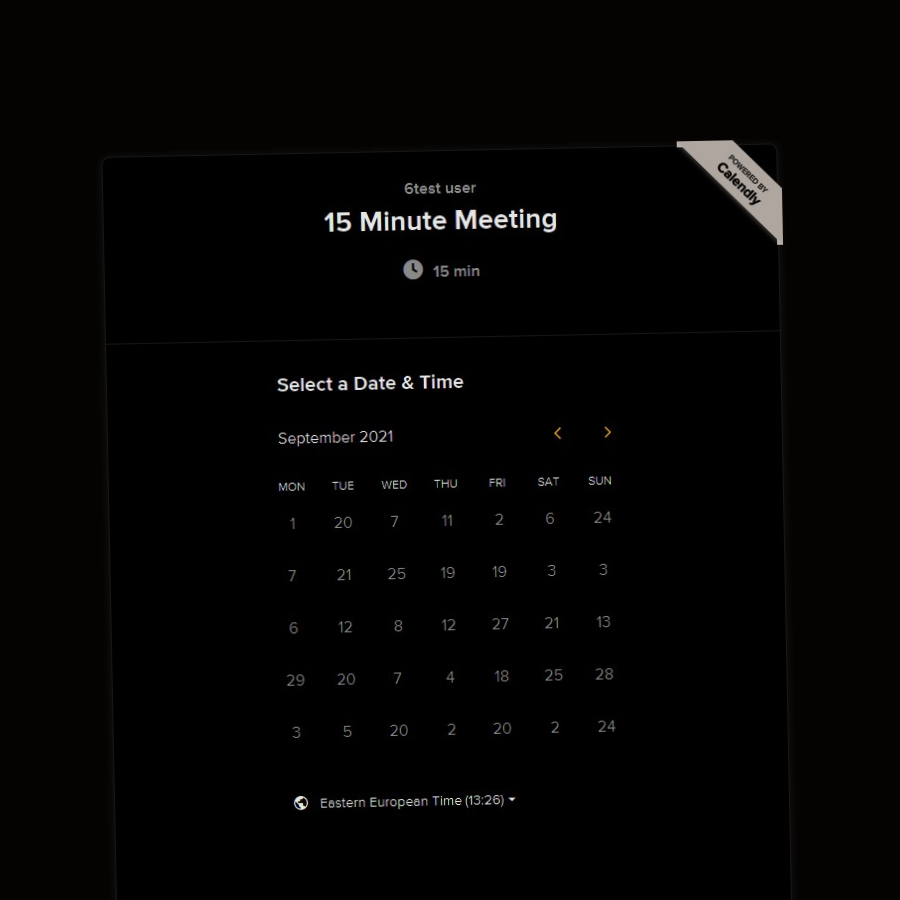 POWERED BY
Calendly
6test user
15 Minute Meeting
15 min
Select a Date & Time
September 2021
MON TUE WED THU FRI SAT SUN
1 20 7 11 2 6 24
7 21 25 19 19 3 3
6 12 8 12 27 21 13
29 20 7 4 18 25 28
3 5 20 2 20 2 24
Eastern European Time (13:26)